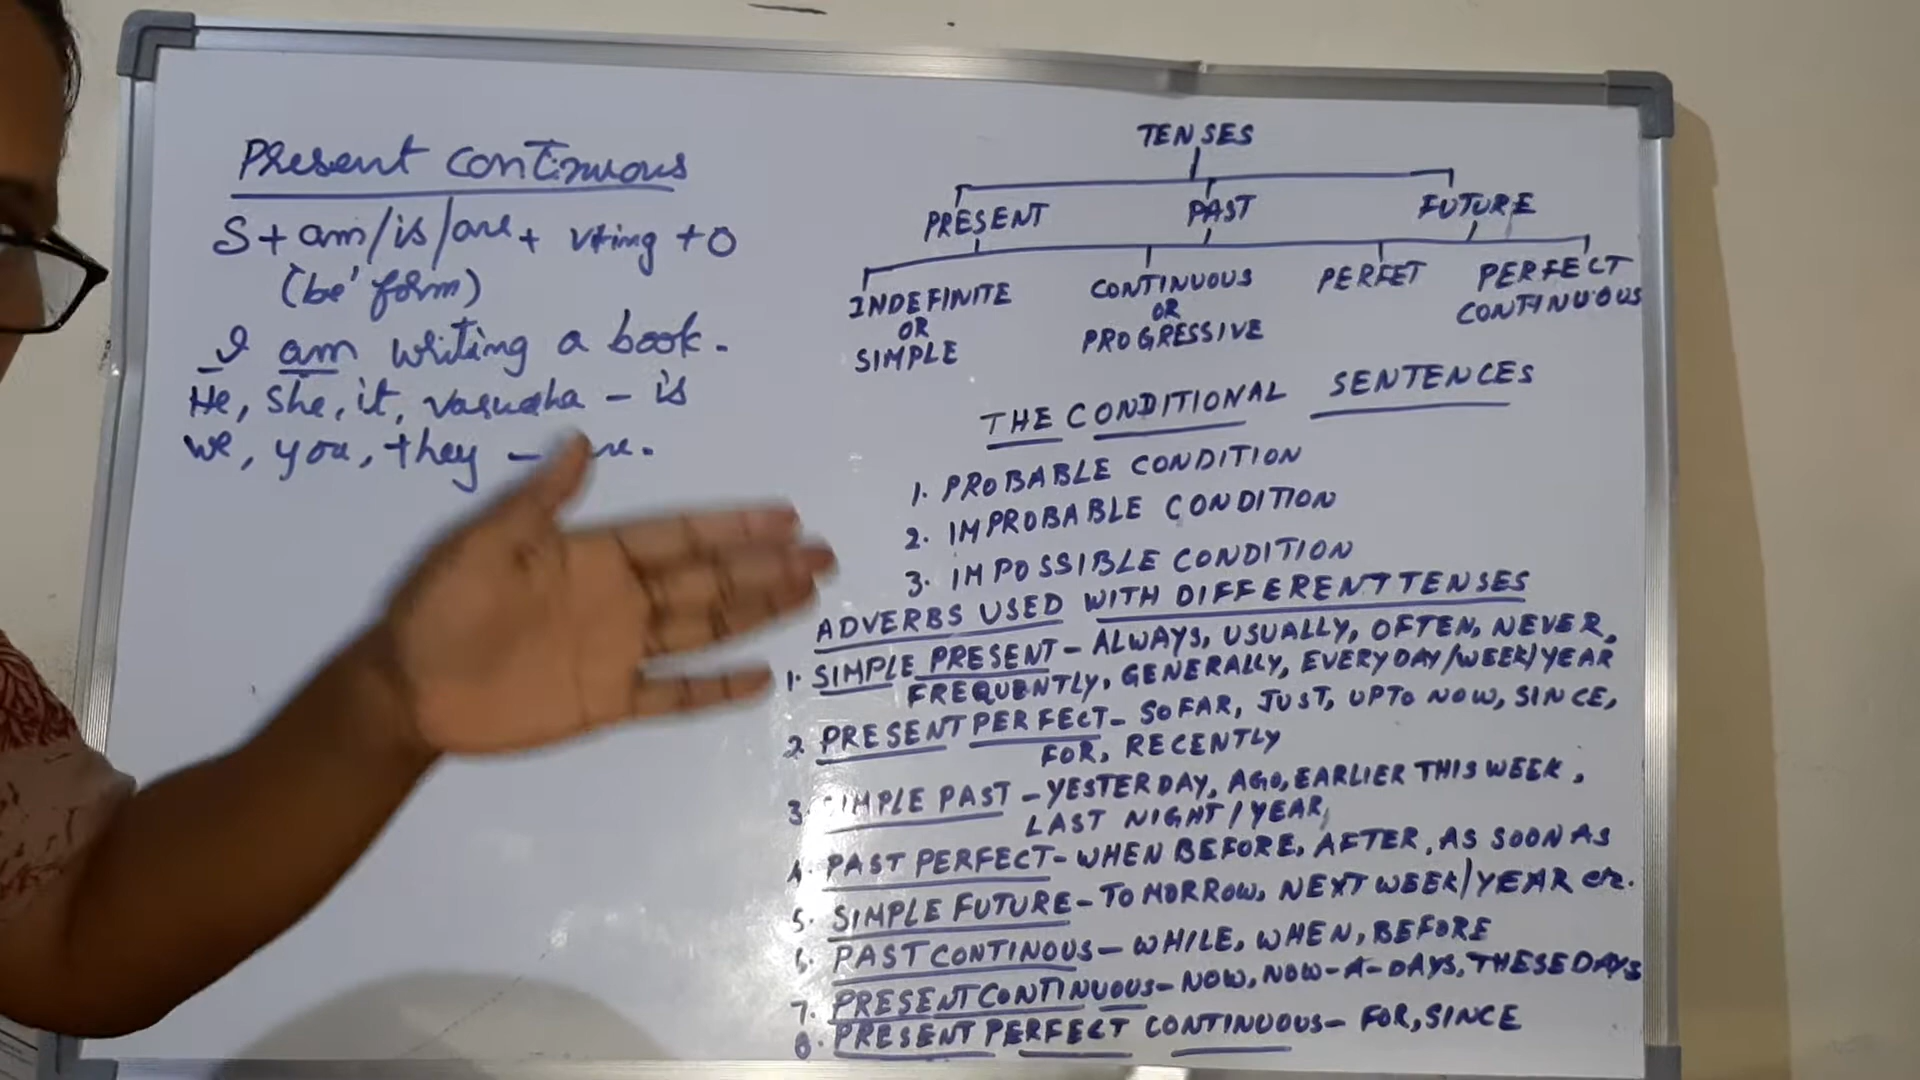 Present continuous
S + am/is/are + v+ing + O
('be' form)
I am writing a book.
He, she, it, vasudha - is
we, you, they -
TENSES
PRESENT PAST FUTURE
INDEFINITE OR SIMPLE
CONTINUOUS OR PROGRESSIVE
PERFET
PERFECT CONTINUOUS
THE CONDITIONAL SENTENCES
1. PROBABLE CONDITION
2. IMPROBABLE CONDITION
3. IMPOSSIBLE CONDITION
ADVERBS USED WITH DIFFERENT TENSES
1. SIMPLE PRESENT - ALWAYS, USUALLY, OFTEN, NEVER,
FREQUENTLY, GENERALLY, EVERYDAY/WEEK/YEAR
2. PRESENT PERFECT - SO FAR, JUST, UPTO NOW, SINCE,
FOR, RECENTLY
3. SIMPLE PAST - YESTERDAY, AGO, EARLIER THIS WEEK,
LAST NIGHT/YEAR,
4. PAST PERFECT - WHEN BEFORE, AFTER, AS SOON AS
5. SIMPLE FUTURE - TOMORROW, NEXT WEEK/YEAR etc.
6. PAST CONTINOUS - WHILE, WHEN, BEFORE
7. PRESENT CONTINUOUS - NOW, NOW-A-DAYS, THESE DAYS
8. PRESENT PERFECT CONTINUOUS - FOR, SINCE